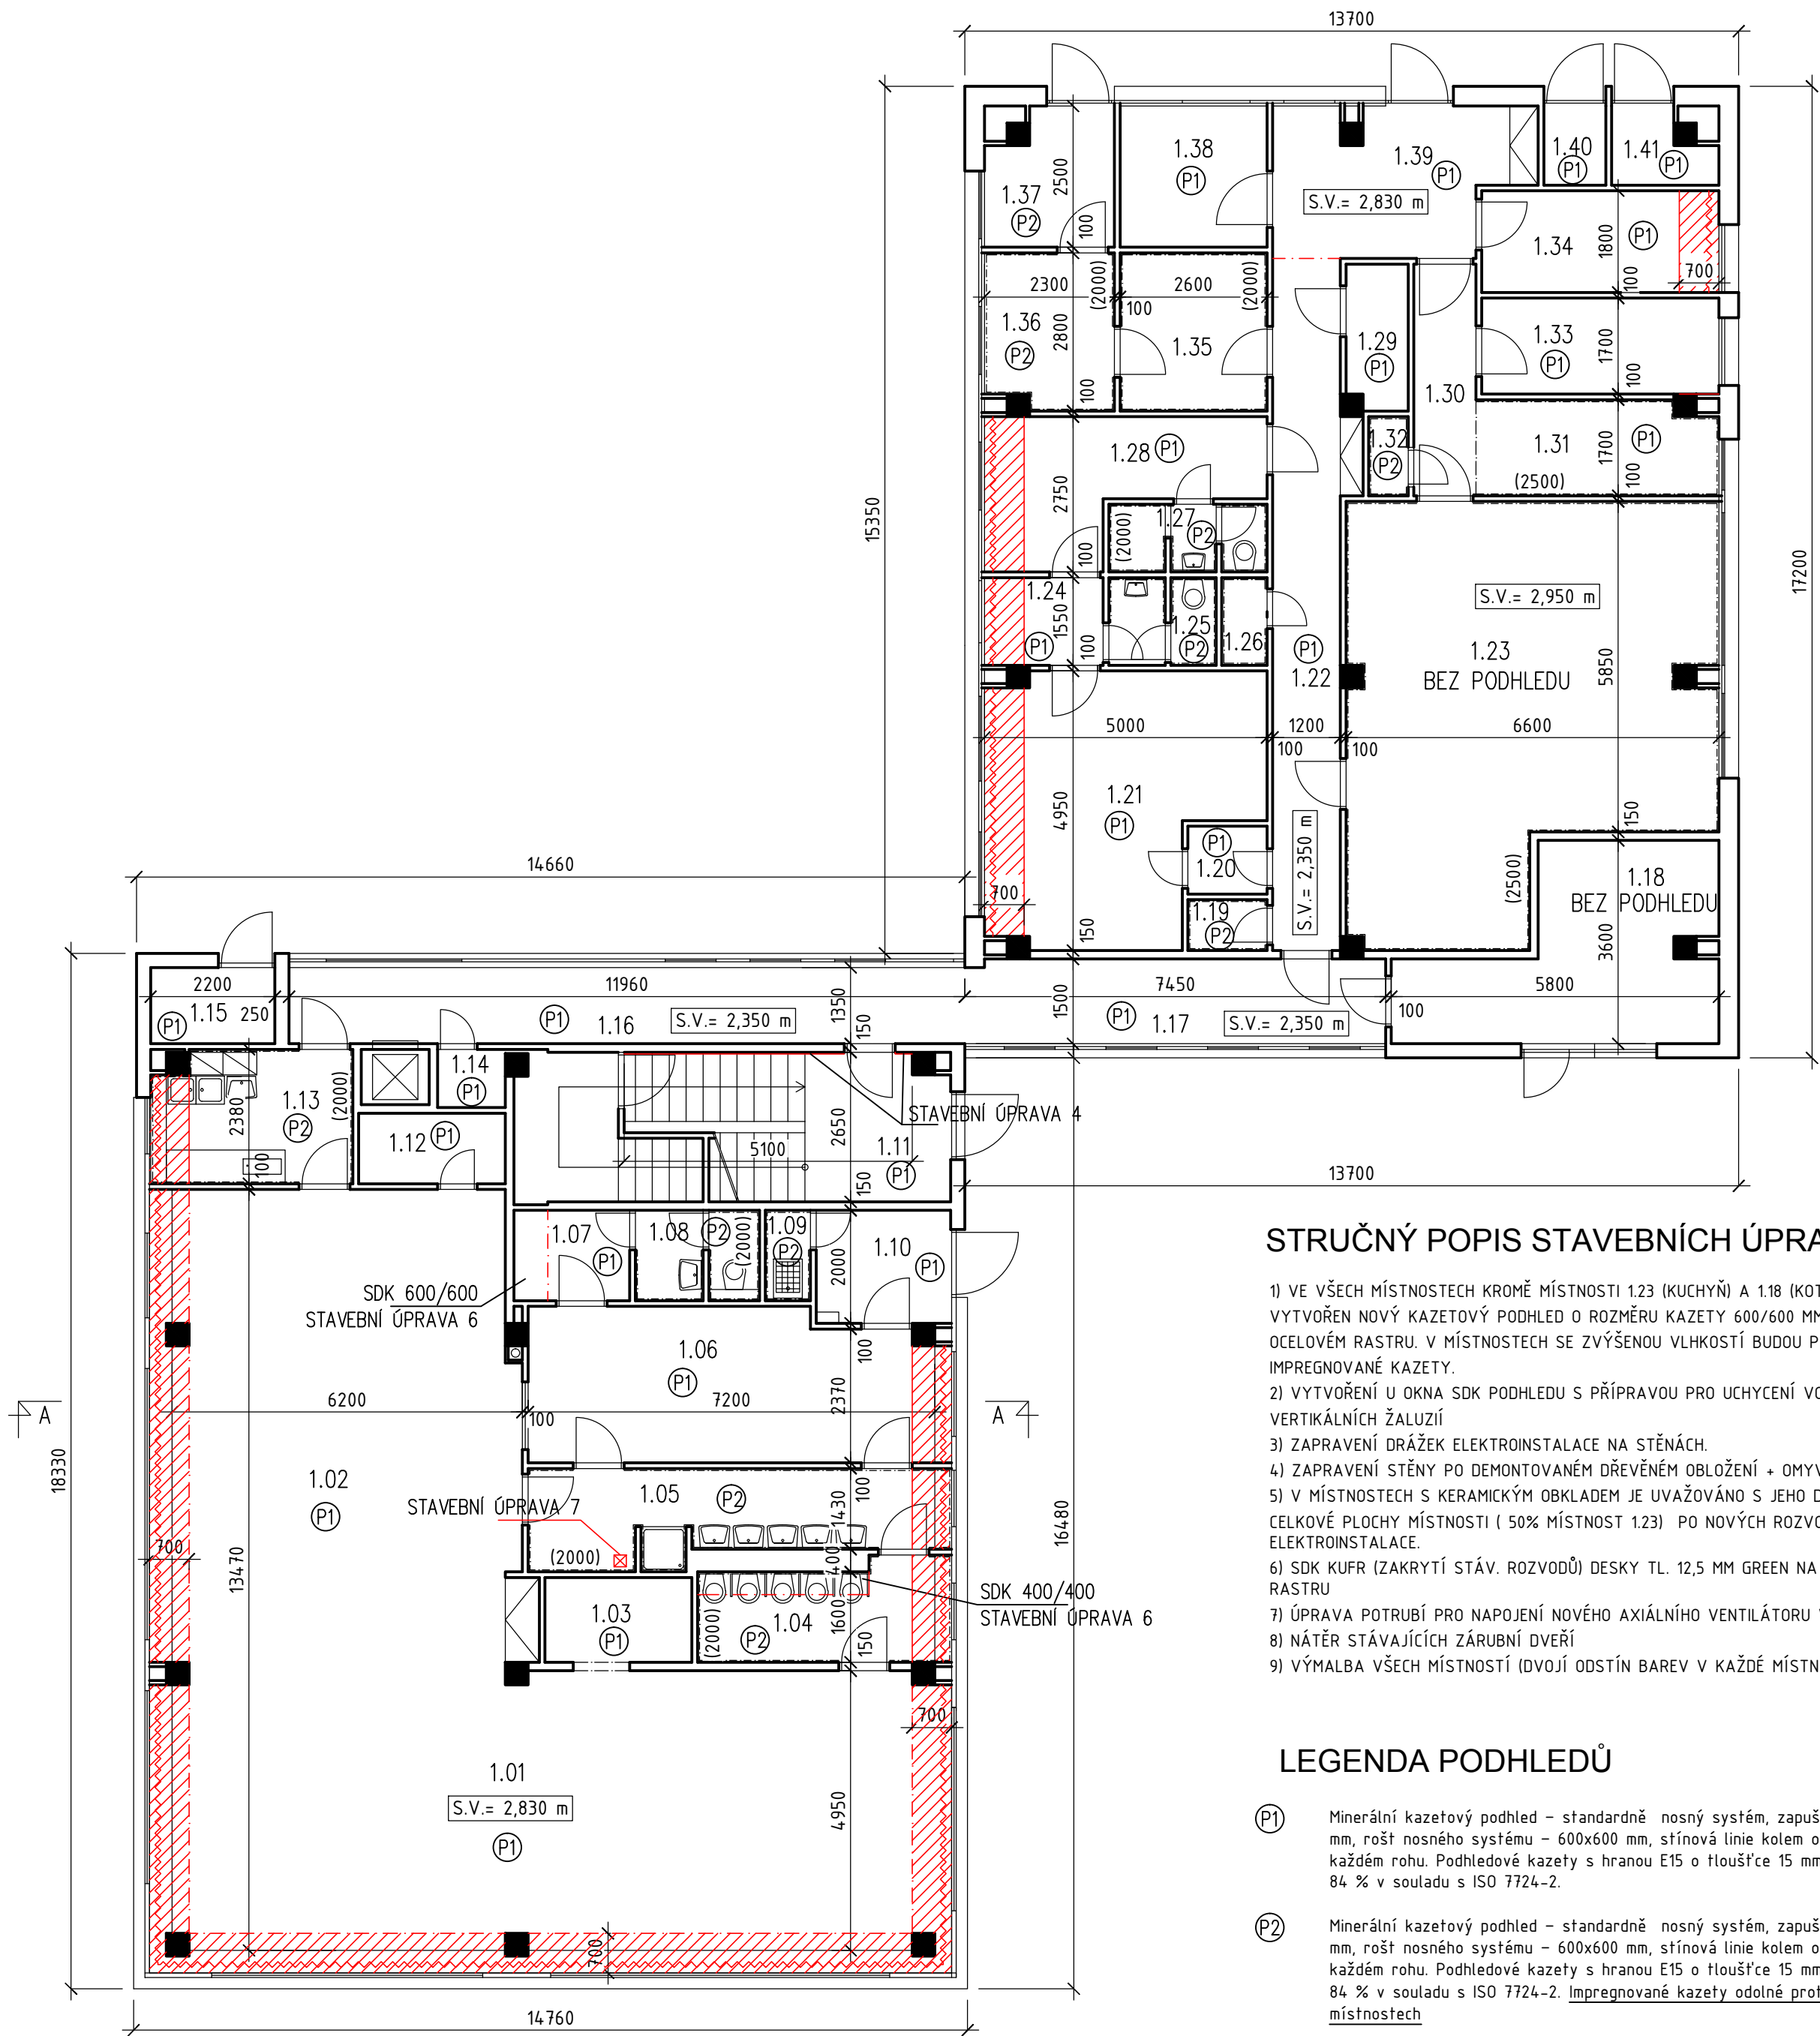 13700
1.38
P1
1.39
P1
S.V.= 2,830 m
1.40
P1
1.41
P1
1.37
P2
2500
100
1.34
P1
1800
100
700
2300
(2000)
2600
(2000)
100
1.36
P2
2800
100
1.35
1.29
P1
1.33
P1
1700
100
1.30
1.32
P2
1.31
P1
1700
(2500)
100
15350
17200
1.28
P1
2750
100
(2000)
1.27
P2
1.24
P1
1550
100
1.25
P2
1.26
P1
1.22
S.V.= 2,950 m
1.23
BEZ PODHLEDU
5850
5000
1200
6600
100
100
4950
1.21
P1
150
P1
1.20
S.V.= 2,350 m
(2500)
1.18
BEZ PODHLEDU
3600
14660
700
150
1.19
P2
2200
11960
7450
5800
1.15
250
P1
P1
1.16
S.V.= 2,350 m
1350
150
1500
P1
1.17
S.V.= 2,350 m
100
1.14
P1
1.13
P2
(2000)
2380
100
1.12
P1
STAVEBNÍ ÚPRAVA 4
5100
2650
1.11
P1
150
13700
1.07
P1
1.08
P2
(2000)
1.09
P2
1.10
P1
2000
100
SDK 600/600
STAVEBNÍ ÚPRAVA 6
1.06
P1
2370
6200
100
7200
A
A
18330
1.02
P1
STAVEBNÍ ÚPRAVA 7
1.05
P2
100
1430
(2000)
400
16480
700
13470
1.03
P1
(2000)
P2
1.04
1600
150
SDK 400/400
STAVEBNÍ ÚPRAVA 6
700
1.01
S.V.= 2,830 m
P1
4950
700
14760
STRUČNÝ POPIS STAVEBNÍCH ÚPRA
1) VE VŠECH MÍSTNOSTECH KROMĚ MÍSTNOSTI 1.23 (KUCHYŇ) A 1.18 (KOT
VYTVOŘEN NOVÝ KAZETOVÝ PODHLED O ROZMĚRU KAZETY 600/600 MM
OCELOVÉM RASTRU. V MÍSTNOSTECH SE ZVÝŠENOU VLHKOSTÍ BUDOU P
IMPREGNOVANÉ KAZETY.
2) VYTVOŘENÍ U OKNA SDK PODHLEDU S PŘÍPRAVOU PRO UCHYCENÍ VO
VERTIKÁLNÍCH ŽALUZIÍ
3) ZAPRAVENÍ DRÁŽEK ELEKTROINSTALACE NA STĚNÁCH.
4) ZAPRAVENÍ STĚNY PO DEMONTOVANÉM DŘEVĚNÉM OBLOŽENÍ + OMYV
5) V MÍSTNOSTECH S KERAMICKÝM OBKLADEM JE UVAŽOVÁNO S JEHO D
CELKOVÉ PLOCHY MÍSTNOSTI ( 50% MÍSTNOST 1.23) PO NOVÝCH ROZVO
ELEKTROINSTALACE.
6) SDK KUFR (ZAKRYTÍ STÁV. ROZVODŮ) DESKY TL. 12,5 MM GREEN NA
RASTRU
7) ÚPRAVA POTRUBÍ PRO NAPOJENÍ NOVÉHO AXIÁLNÍHO VENTILÁTORU
8) NÁTĚR STÁVAJÍCÍCH ZÁRUBNÍ DVEŘÍ
9) VÝMALBA VŠECH MÍSTNOSTÍ (DVOJÍ ODSTÍN BAREV V KAŽDÉ MÍSTN
LEGENDA PODHLEDŮ
P1
Minerální kazetový podhled – standardně nosný systém, zapuš
mm, rošt nosného systému – 600x600 mm, stínová linie kolem o
každém rohu. Podhledové kazety s hranou E15 o tloušťce 15 mm
84 % v souladu s ISO 7724-2.
P2
Minerální kazetový podhled – standardně nosný systém, zapuš
mm, rošt nosného systému – 600x600 mm, stínová linie kolem o
každém rohu. Podhledové kazety s hranou E15 o tloušťce 15 mm
84 % v souladu s ISO 7724-2. Impregnované kazety odolné prot
místnostech